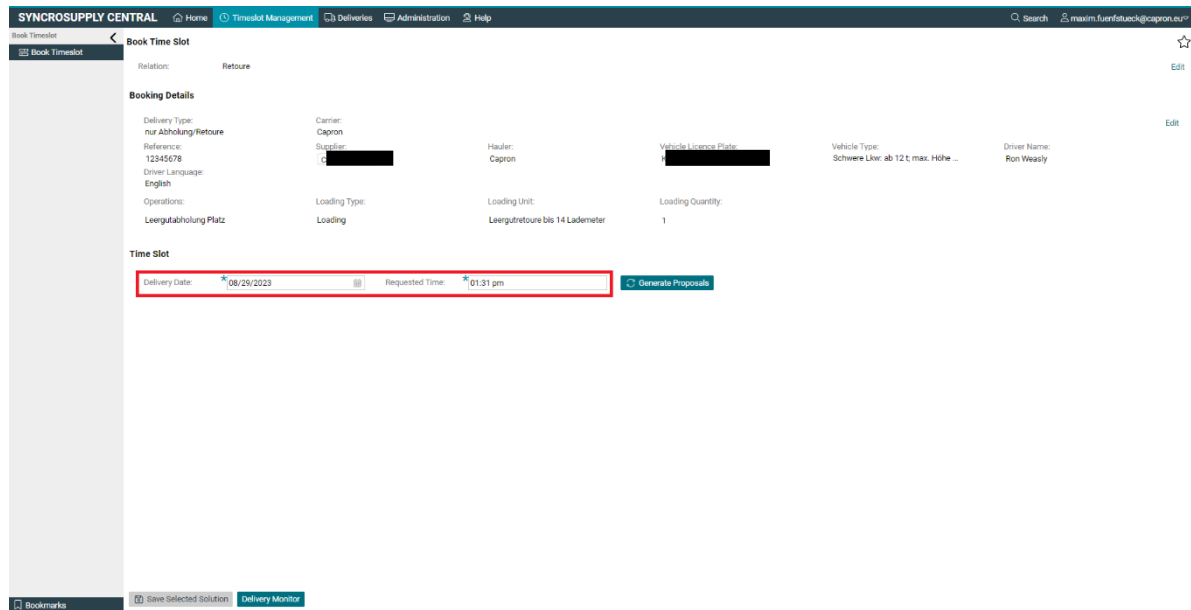 SYNCROSUPPLY CENTRAL Home Timeslot Management Deliveries Administration Help Search maxim.fuenfstueck@capron.eu
Book Timeslot
Book Timeslot
Book Time Slot
Relation: Retoure Edit
Booking Details
Delivery Type: Carrier: Edit
nur Abholung/Retoure Capron
Reference: Supplier: Hauler: Vehicle Licence Plate: Vehicle Type: Driver Name:
12345678 C Capron K Schwere Lkw: ab 12 t; max. Höhe ... Ron Weasly
Driver Language:
English
Operations: Loading Type: Loading Unit: Loading Quantity:
Leergutabholung Platz Loading Leergutretoure bis 14 Lademeter 1
Time Slot
Delivery Date: *08/29/2023 Requested Time: *01:31 pm Generate Proposals
Save Selected Solution Delivery Monitor
Bookmarks